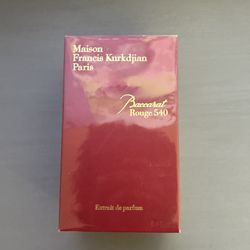 Maison
Francis Kurkdjian
Paris
Baccarat
Rouge 540
Extrait de parfum